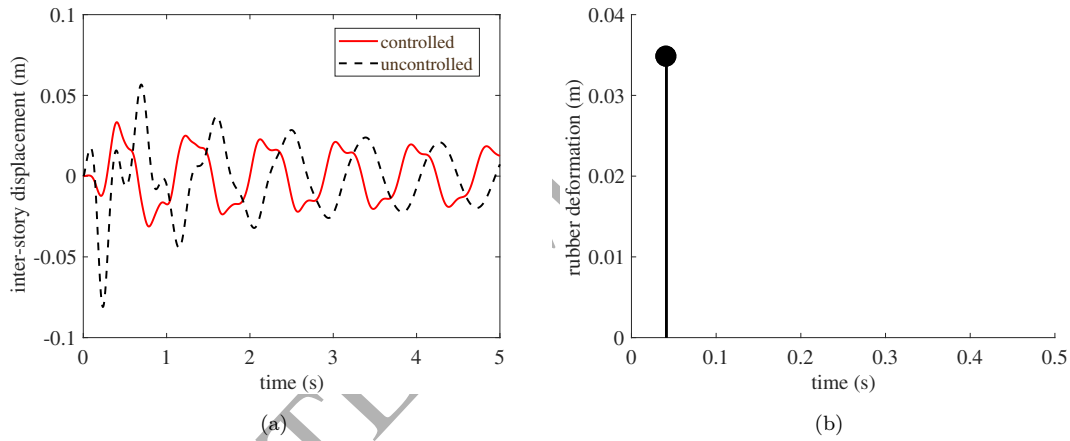 0.1
0.05
0
-0.05
-0.1
inter-story displacement (m)
controlled
uncontrolled
0 1 2 3 4 5
time (s)
(a)
0.04
0.03
0.02
0.01
0
rubber deformation (m)
0 0.1 0.2 0.3 0.4 0.5
time (s)
(b)